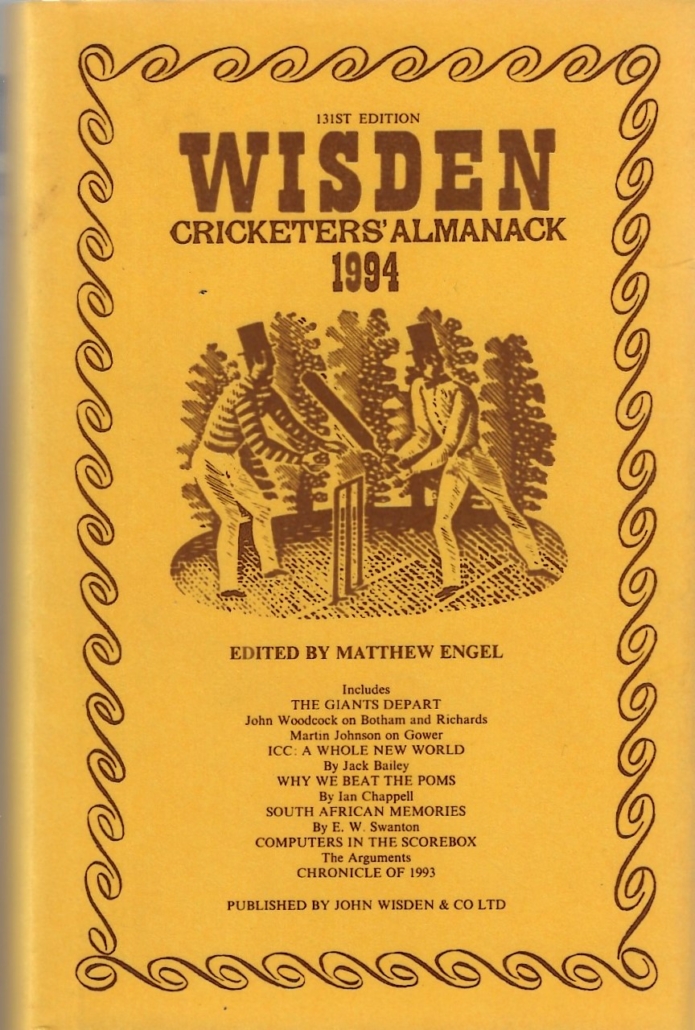 131ST EDITION
WISDEN
CRICKETERS' ALMANACK
1994
EDITED BY MATTHEW ENGEL
Includes
THE GIANTS DEPART
John Woodcock on Botham and Richards
Martin Johnson on Gower
ICC: A WHOLE NEW WORLD
By Jack Bailey
WHY WE BEAT THE POMS
By Ian Chappell
SOUTH AFRICAN MEMORIES
By E. W. Swanton
COMPUTERS IN THE SCOREBOX
The Arguments
CHRONICLE OF 1993
PUBLISHED BY JOHN WISDEN & CO LTD